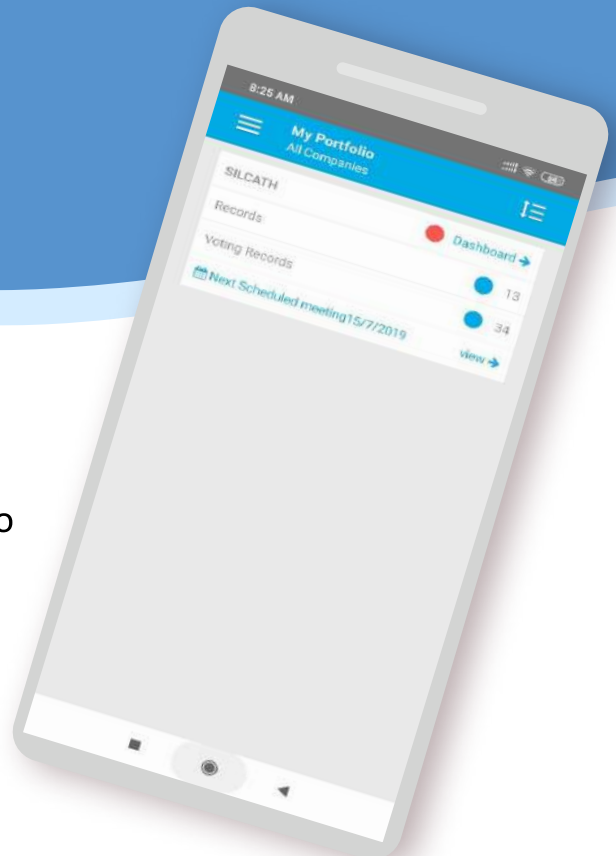 8:25 AM
My Portfolio
All Companies
SILCATH
Dashboard
Records
13
Voting Records
34
Next Scheduled meeting15/7/2019
view
o